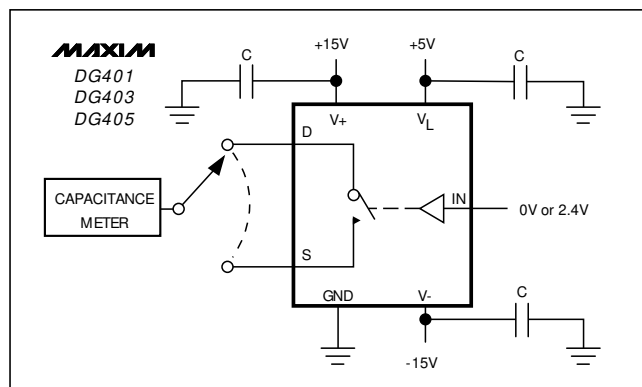 MAXIM
DG401
DG403
DG405
+15V
+5V
C
C
V+
VL
D
CAPACITANCE
METER
IN
0V or 2.4V
S
GND
V-
C
-15V